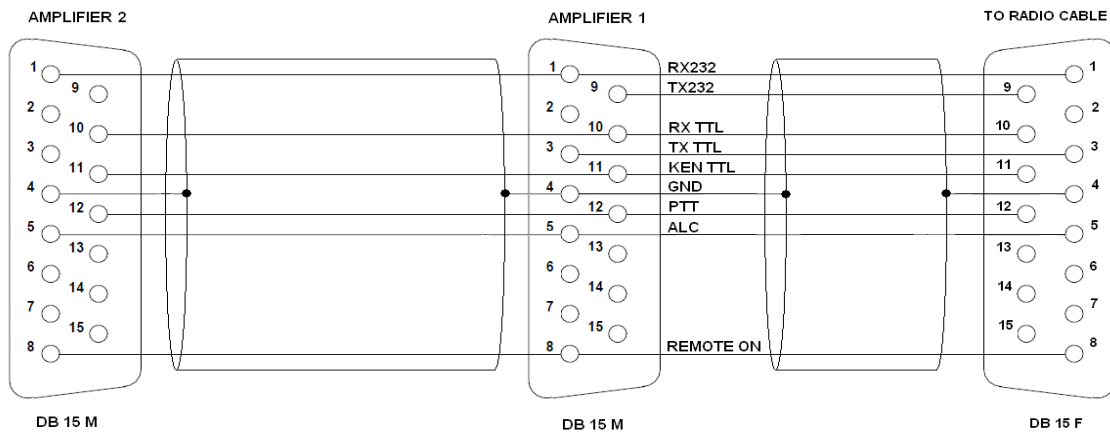 AMPLIFIER 2 AMPLIFIER 1 TO RADIO CABLE
1 1 RX232 1
9 9 TX232 9
2 2 2
10 10 RX TTL 10
3 3 TX TTL 3
11 11 KEN TTL 11
4 4 GND 4
12 12 PTT 12
5 5 ALC 5
13 13 13
6 6 6
14 14 14
7 7 7
15 15 15
8 8 REMOTE ON 8
DB 15 M DB 15 M DB 15 F